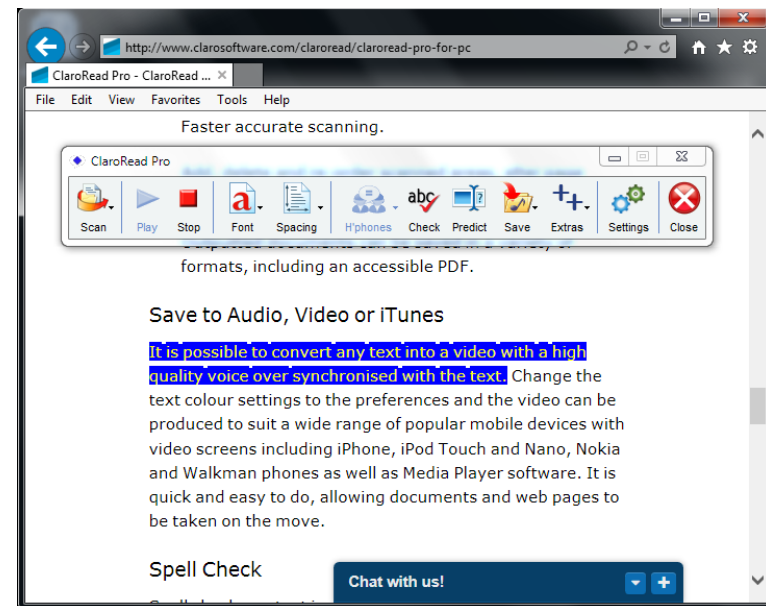 http://www.clarosoftware.com/claroread/claroread-pro-for-pc
ClaroRead Pro - ClaroRead ...
File Edit View Favorites Tools Help
Faster accurate scanning.
ClaroRead Pro
Scan Play Stop Font Spacing H'phones Check Predict Save Extras Settings Close
formats, including an accessible PDF.
Save to Audio, Video or iTunes
It is possible to convert any text into a video with a high
quality voice over synchronised with the text. Change the
text colour settings to the preferences and the video can be
produced to suit a wide range of popular mobile devices with
video screens including iPhone, iPod Touch and Nano, Nokia
and Walkman phones as well as Media Player software. It is
quick and easy to do, allowing documents and web pages to
be taken on the move.
Spell Check
Chat with us!